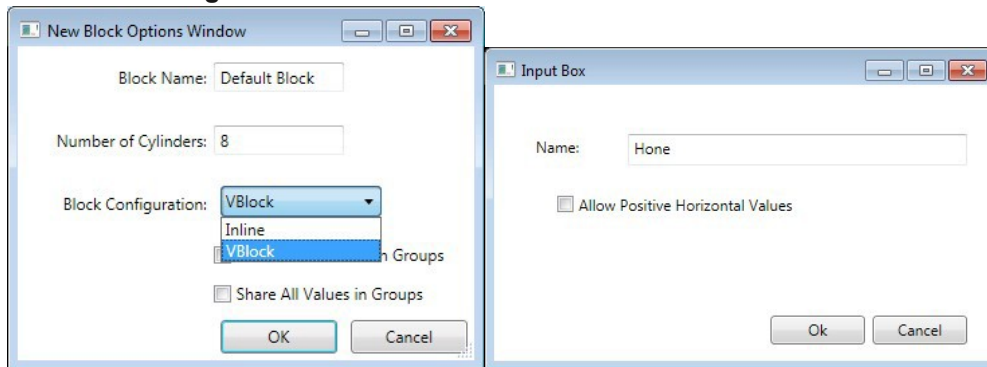 New Block Options Window
Block Name: Default Block
Number of Cylinders: 8
Block Configuration: VBlock
Inline
VBlock
n Groups
Share All Values in Groups
OK Cancel
Input Box
Name: Hone
Allow Positive Horizontal Values
Ok Cancel